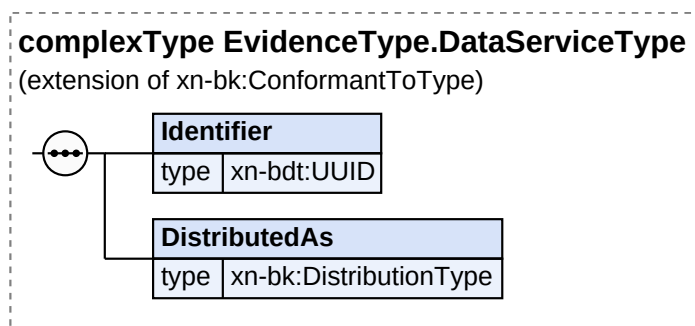 complexType EvidenceType.DataServiceType
(extension of xn-bk:ConformantToType)
Identifier
type xn-bdt:UUID
DistributedAs
type xn-bk:DistributionType